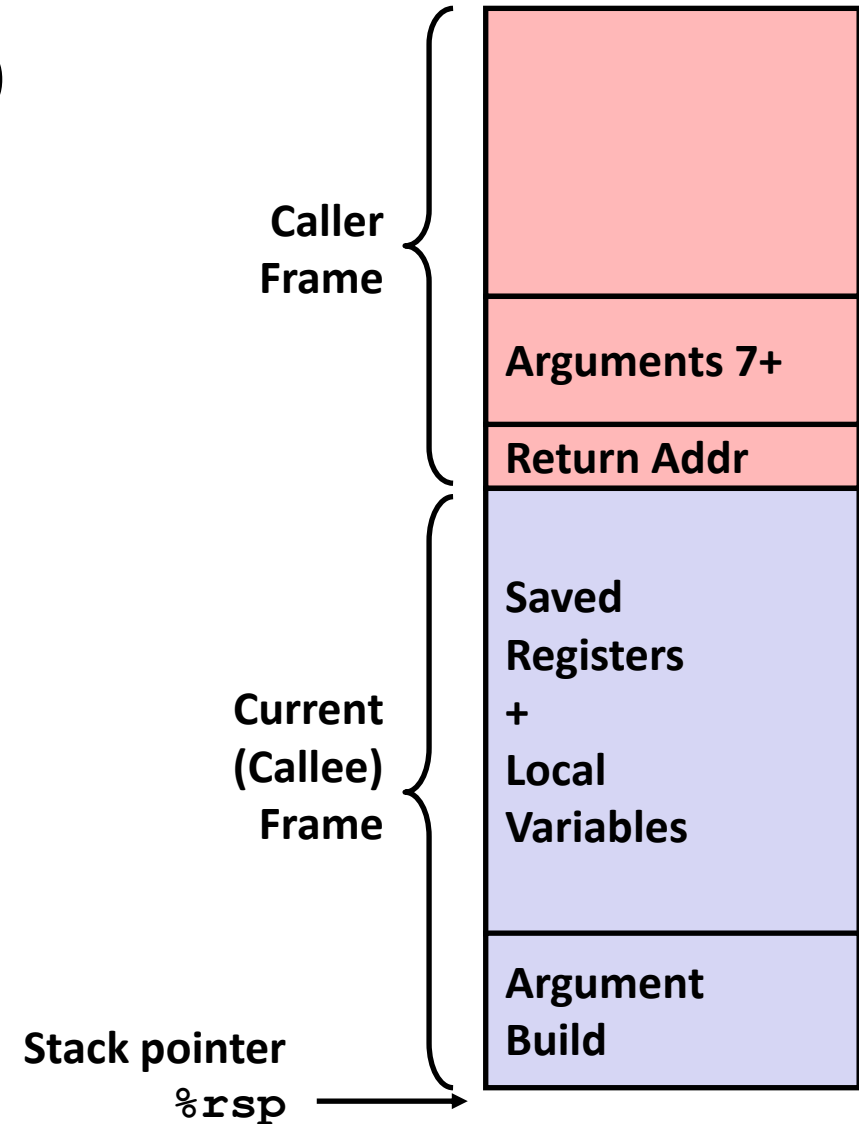 )
Caller
Frame
Arguments 7+
Return Addr
Saved
Registers
+
Local
Variables
Current
(Callee)
Frame
Argument
Build
Stack pointer
%rsp